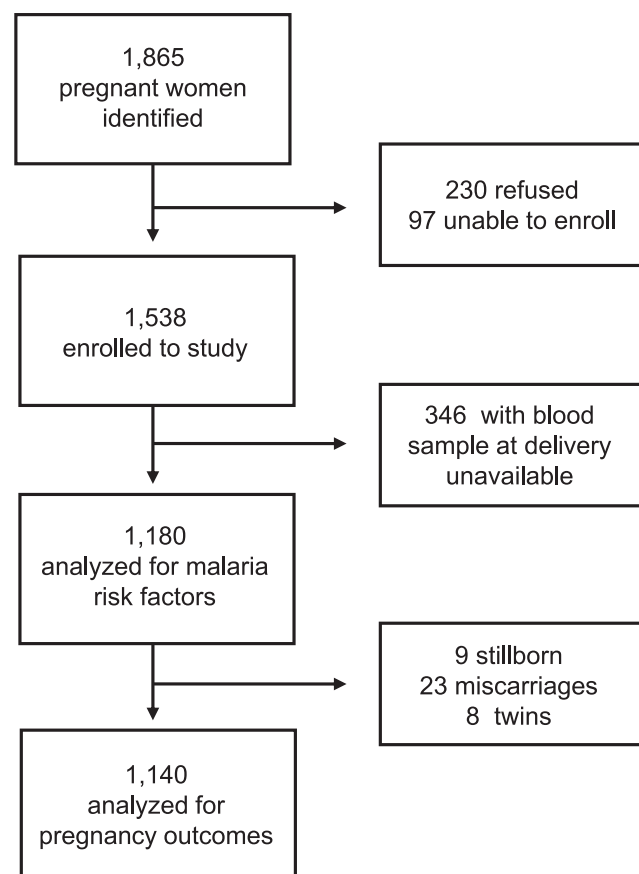 1,865
pregnant women
identified
230 refused
97 unable to enroll
1,538
enrolled to study
346 with blood
sample at delivery
unavailable
1,180
analyzed for malaria
risk factors
9 stillborn
23 miscarriages
8 twins
1,140
analyzed for
pregnancy outcomes